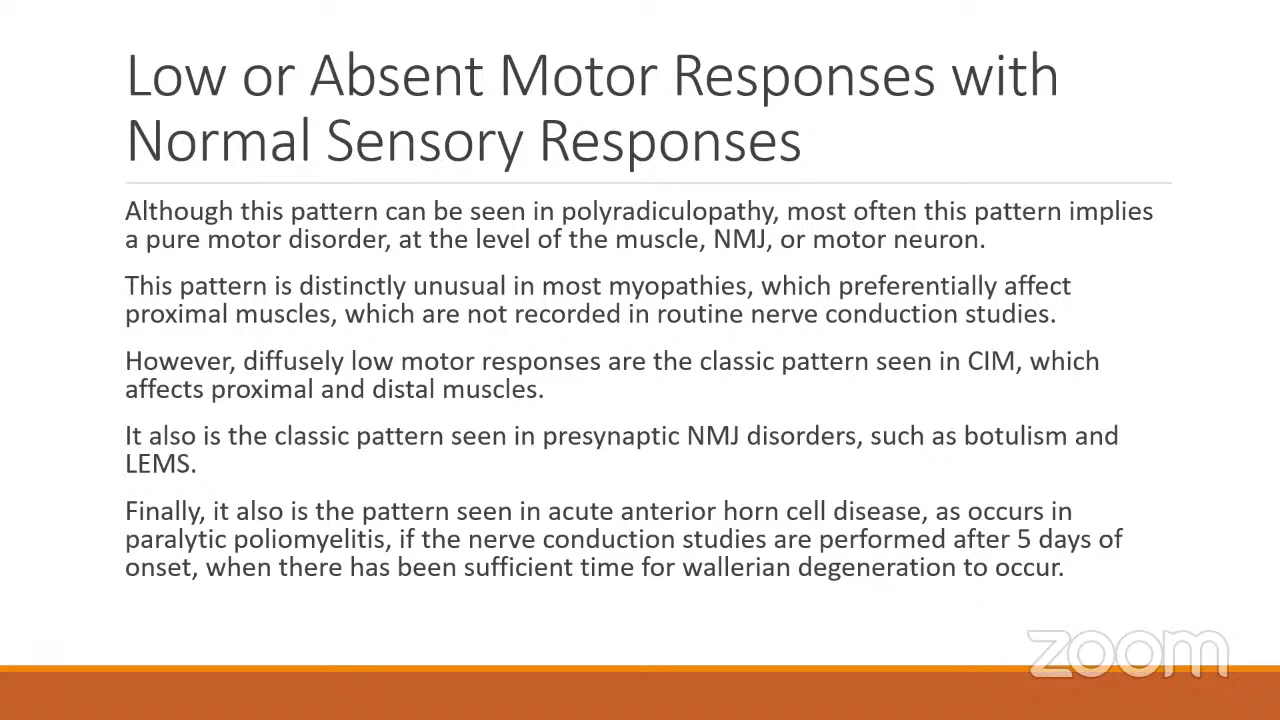 Low or Absent Motor Responses with
Normal Sensory Responses
Although this pattern can be seen in polyradiculopathy, most often this pattern implies
a pure motor disorder, at the level of the muscle, NMJ, or motor neuron.
This pattern is distinctly unusual in most myopathies, which preferentially affect
proximal muscles, which are not recorded in routine nerve conduction studies.
However, diffusely low motor responses are the classic pattern seen in CIM, which
affects proximal and distal muscles.
It also is the classic pattern seen in presynaptic NMJ disorders, such as botulism and
LEMS.
Finally, it also is the pattern seen in acute anterior horn cell disease, as occurs in
paralytic poliomyelitis, if the nerve conduction studies are performed after 5 days of
onset, when there has been sufficient time for wallerian degeneration to occur.
zoom